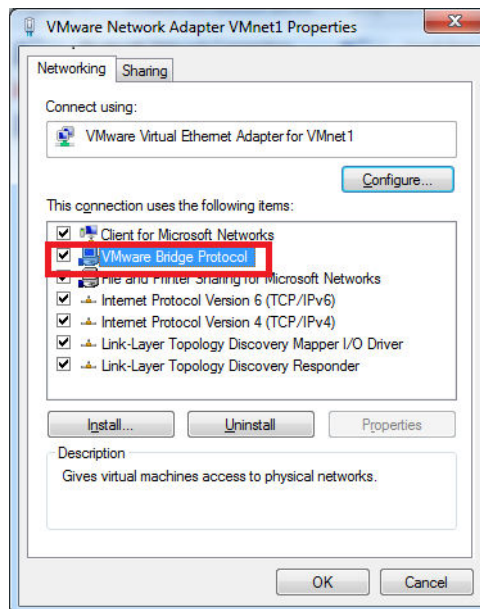 VMware Network Adapter VMnet1 Properties
Networking
Sharing
Connect using:
VMware Virtual Ethernet Adapter for VMnet1
Configure...
This connection uses the following items:
Client for Microsoft Networks
VMware Bridge Protocol
File and Printer Sharing for Microsoft Networks
Internet Protocol Version 6 (TCP/IPv6)
Internet Protocol Version 4 (TCP/IPv4)
Link-Layer Topology Discovery Mapper I/O Driver
Link-Layer Topology Discovery Responder
Install...
Uninstall
Properties
Description
Gives virtual machines access to physical networks.
OK
Cancel